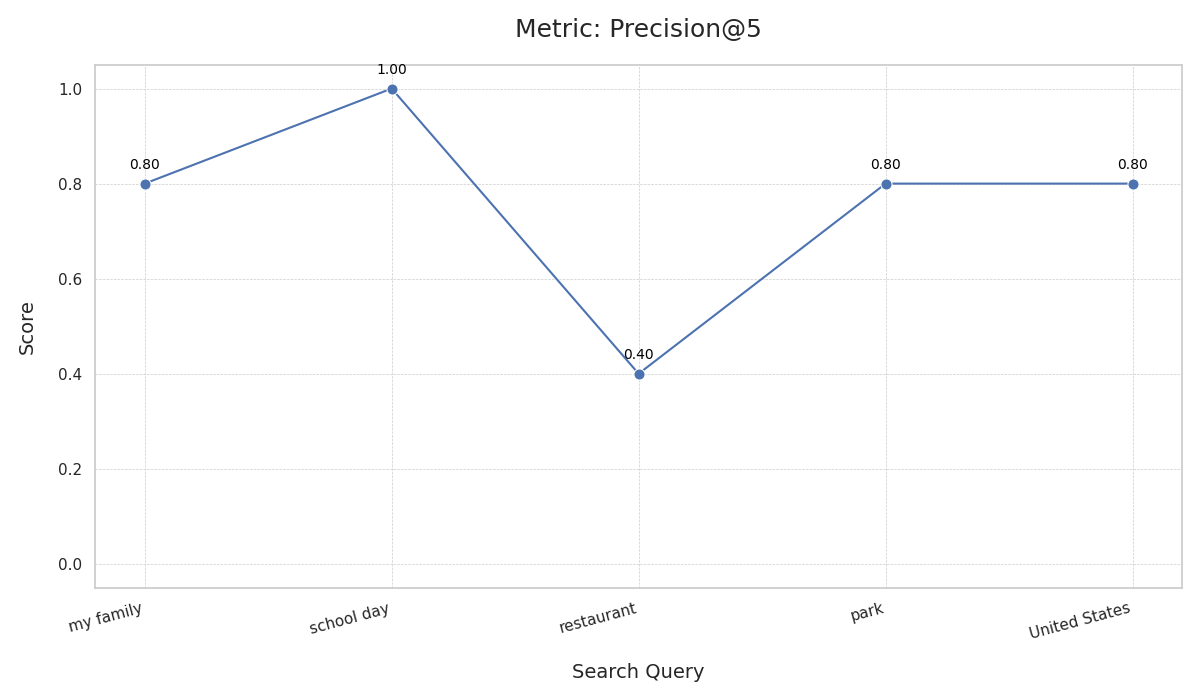 Metric: Precision@5
1.00
0.80
0.80
0.80
0.40
1.0
0.8
0.6
0.4
0.2
0.0
Score
my family
school day
restaurant
park
United States
Search Query